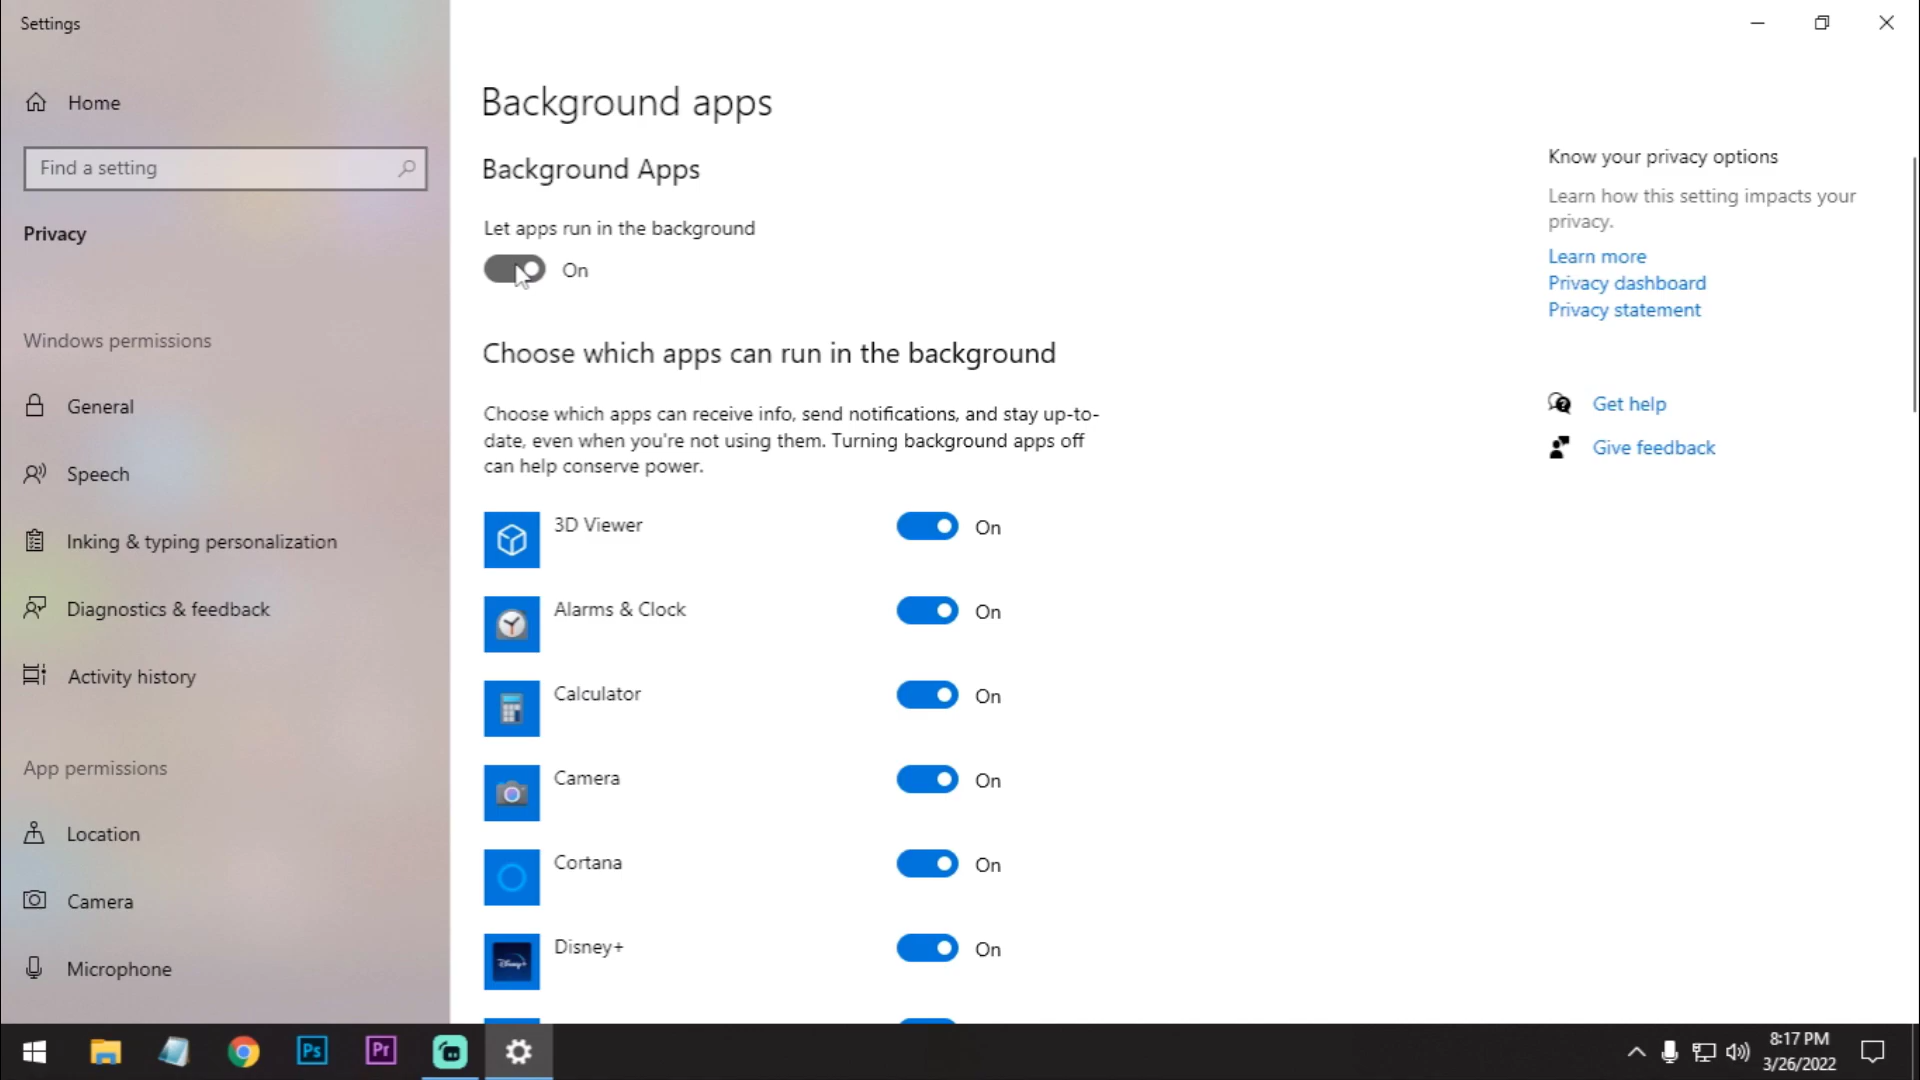 Settings
Home
Find a setting
Privacy
Windows permissions
General
Speech
Inking & typing personalization
Diagnostics & feedback
Activity history
App permissions
Location
Camera
Microphone
Background apps
Background Apps
Let apps run in the background
On
Choose which apps can run in the background
Choose which apps can receive info, send notifications, and stay up-to-
date, even when you're not using them. Turning background apps off
can help conserve power.
3D Viewer On
Alarms & Clock On
Calculator On
Camera On
Cortana On
Disney+ On
Know your privacy options
Learn how this setting impacts your
privacy.
Learn more
Privacy dashboard
Privacy statement
Get help
Give feedback
Ps
Pr
8:17 PM
3/26/2022